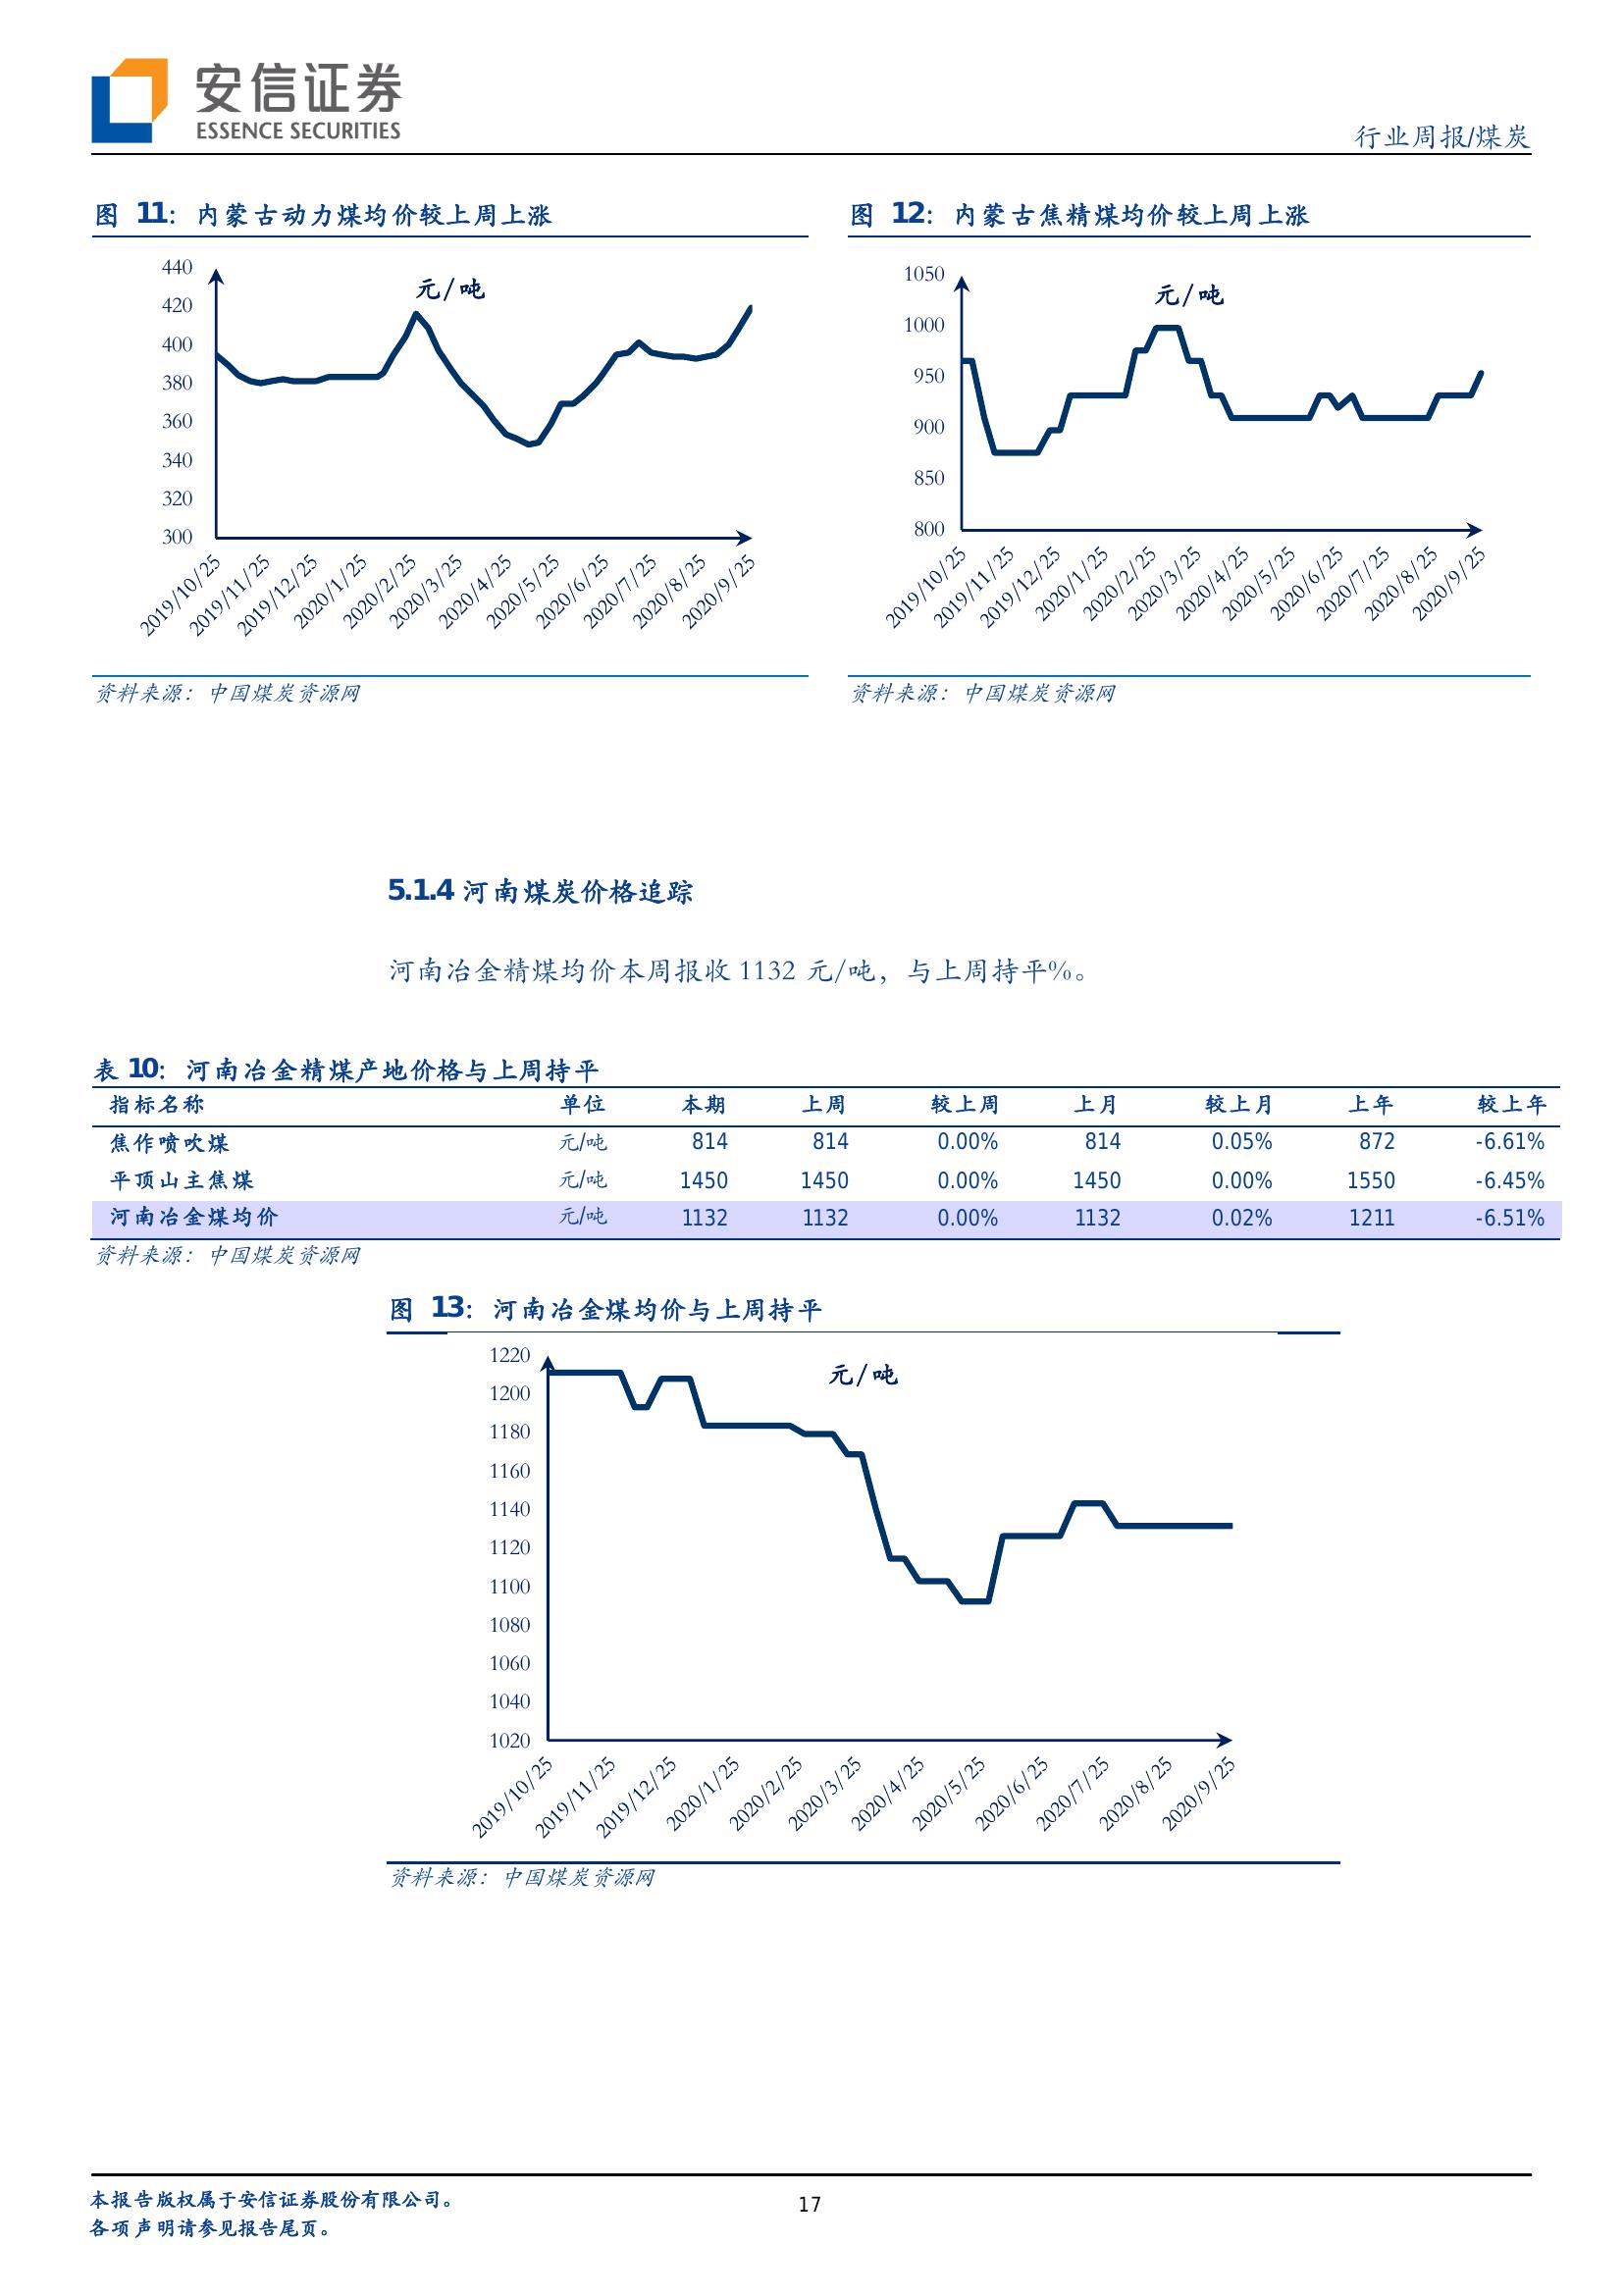 安信证券
ESSENCE SECURITIES
行业周报/煤炭
图 11：内蒙古动力煤均价较上周上涨
元/吨
440
420
400
380
360
340
320
300
2019/10/25 2019/11/25 2019/12/25 2020/1/25 2020/2/25 2020/3/25 2020/4/25 2020/5/25 2020/6/25 2020/7/25 2020/8/25 2020/9/25
资料来源：中国煤炭资源网
图 12：内蒙古焦精煤均价较上周上涨
元/吨
1050
1000
950
900
850
800
2019/10/25 2019/11/25 2019/12/25 2020/1/25 2020/2/25 2020/3/25 2020/4/25 2020/5/25 2020/6/25 2020/7/25 2020/8/25 2020/9/25
资料来源：中国煤炭资源网
5.1.4 河南煤炭价格追踪
河南冶金精煤均价本周报收 1132 元/吨，与上周持平%。
表 10：河南冶金精煤产地价格与上周持平
指标名称 单位 本期 上周 较上周 上月 较上月 上年 较上年
焦作喷吹煤 元/吨 814 814 0.00% 814 0.05% 872 -6.61%
平顶山主焦煤 元/吨 1450 1450 0.00% 1450 0.00% 1550 -6.45%
河南冶金煤均价 元/吨 1132 1132 0.00% 1132 0.02% 1211 -6.51%
资料来源：中国煤炭资源网
图 13：河南冶金煤均价与上周持平
元/吨
1220
1200
1180
1160
1140
1120
1100
1080
1060
1040
1020
2019/10/25 2019/11/25 2019/12/25 2020/1/25 2020/2/25 2020/3/25 2020/4/25 2020/5/25 2020/6/25 2020/7/25 2020/8/25 2020/9/25
资料来源：中国煤炭资源网
本报告版权属于安信证券股份有限公司。
各项声明请参见报告尾页。
17